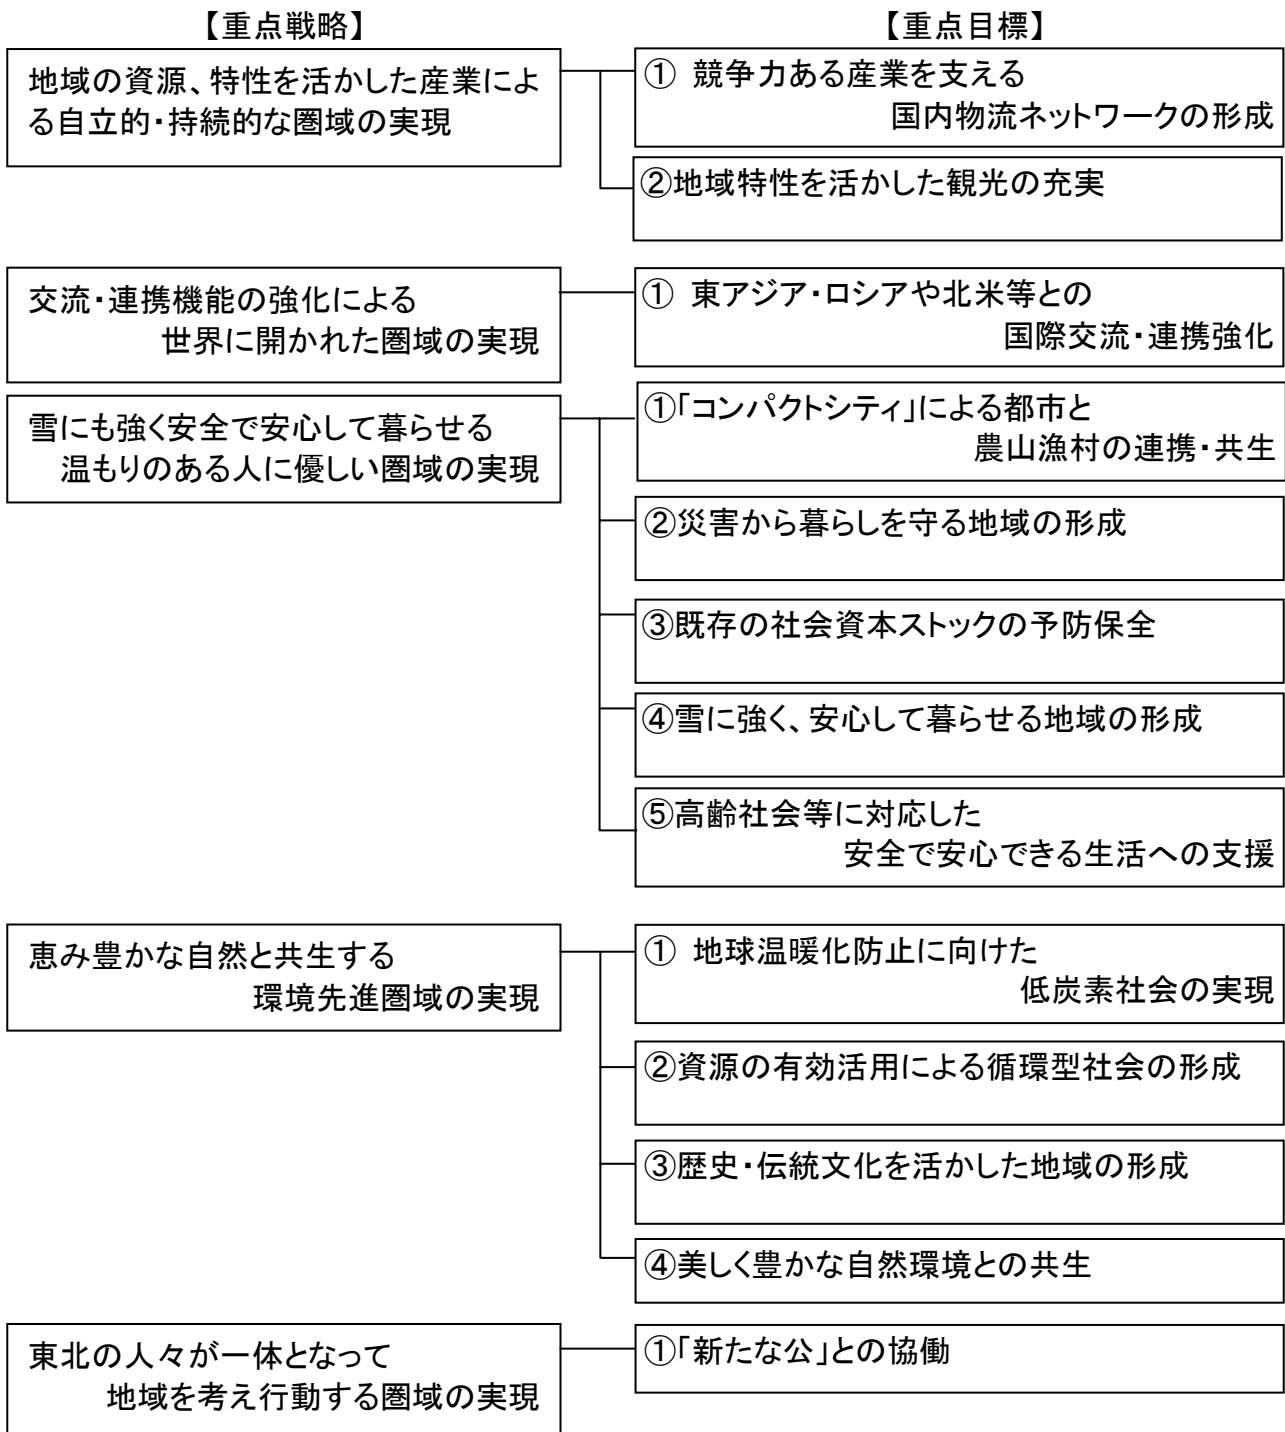 【重点戦略】
【重点目標】
地域の資源、特性を活かした産業によ
る自立的・持続的な圏域の実現
① 競争力ある産業を支える
国内物流ネットワークの形成
②地域特性を活かした観光の充実
交流・連携機能の強化による
世界に開かれた圏域の実現
① 東アジア・ロシアや北米等との
国際交流・連携強化
雪にも強く安全で安心して暮らせる
温もりのある人に優しい圏域の実現
①「コンパクトシティ」による都市と
農山漁村の連携・共生
②災害から暮らしを守る地域の形成
③既存の社会資本ストックの予防保全
④雪に強く、安心して暮らせる地域の形成
⑤高齢社会等に対応した
安全で安心できる生活への支援
恵み豊かな自然と共生する
環境先進圏域の実現
① 地球温暖化防止に向けた
低炭素社会の実現
②資源の有効活用による循環型社会の形成
③歴史・伝統文化を活かした地域の形成
④美しく豊かな自然環境との共生
東北の人々が一体となって
地域を考え行動する圏域の実現
①「新たな公」との協働